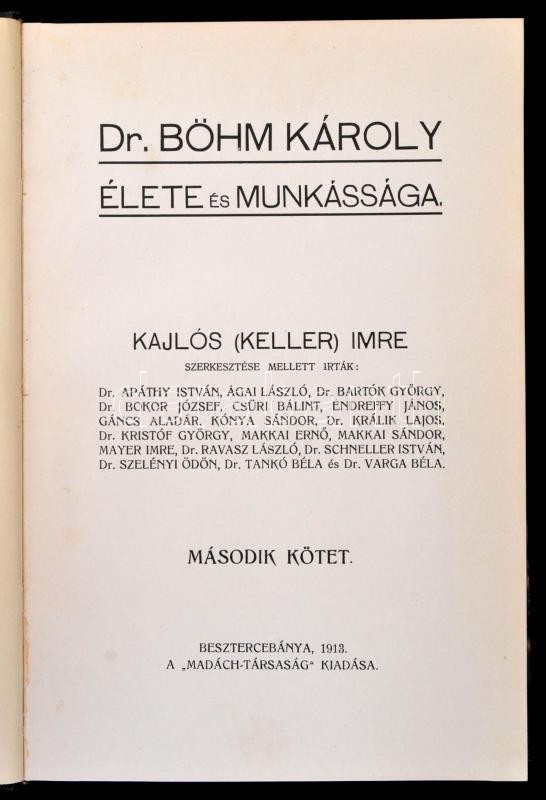 Dr. BÖHM KÁROLY
ÉLETE ÉS MUNKÁSSÁGA.
KAJLÓS (KELLER) IMRE
SZERKESZTÉSE MELLETT IRTÁK:
Dr. APÁTHY ISTVÁN, ÁGAI LÁSZLÓ, Dr. BARTÓK GYÖRGY,
Dr. BOKOR JÓZSEF, CSŰRI BÁLINT, ENDREFFY JÁNOS,
GÁNCS ALADÁR, KÓNYA SÁNDOR, Dr. KRÁLIK LAJOS,
Dr. KRISTÓF GYÖRGY, MAKKAI ERNŐ, MAKKAI SÁNDOR,
MAYER IMRE, Dr. RAVASZ LÁSZLÓ, Dr. SCHNELLER ISTVÁN,
Dr. SZELÉNYI ÖDÖN, Dr. TANKÓ BÉLA és Dr. VARGA BÉLA.
MÁSODIK KÖTET.
BESZTERCEBÁNYA, 1913.
A „MADÁCH-TÁRSASÁG“ KIADÁSA.